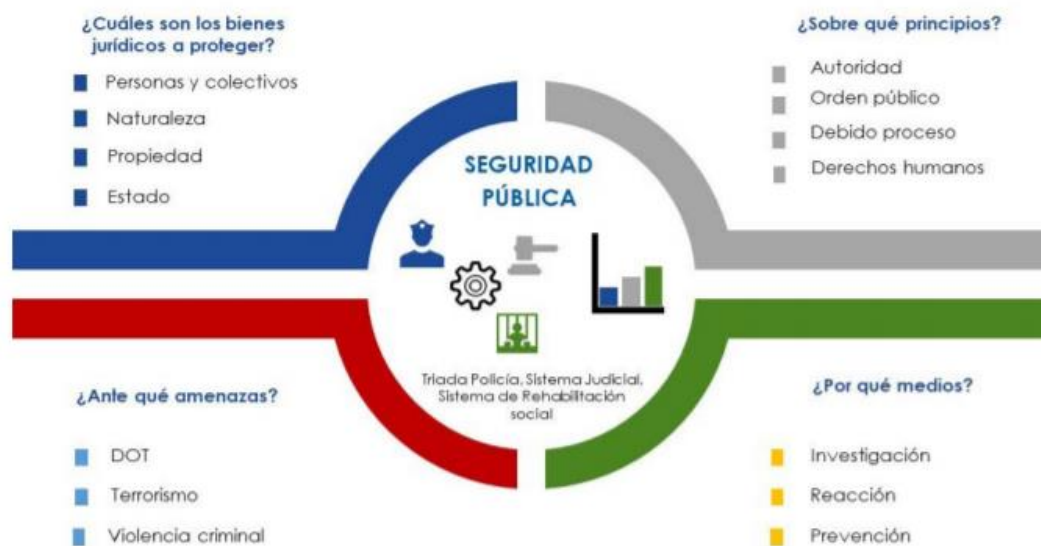 ¿Cuáles son los bienes
jurídicos a proteger?
Personas y colectivos
Naturaleza
Propiedad
Estado
¿Sobre qué principios?
Autoridad
Orden público
Debido proceso
Derechos humanos
SEGURIDAD
PÚBLICA
Triada Policía, Sistema Judicial,
Sistema de Rehabilitación
social
¿Ante qué amenazas?
DOT
Terrorismo
Violencia criminal
¿Por qué medios?
Investigación
Reacción
Prevención